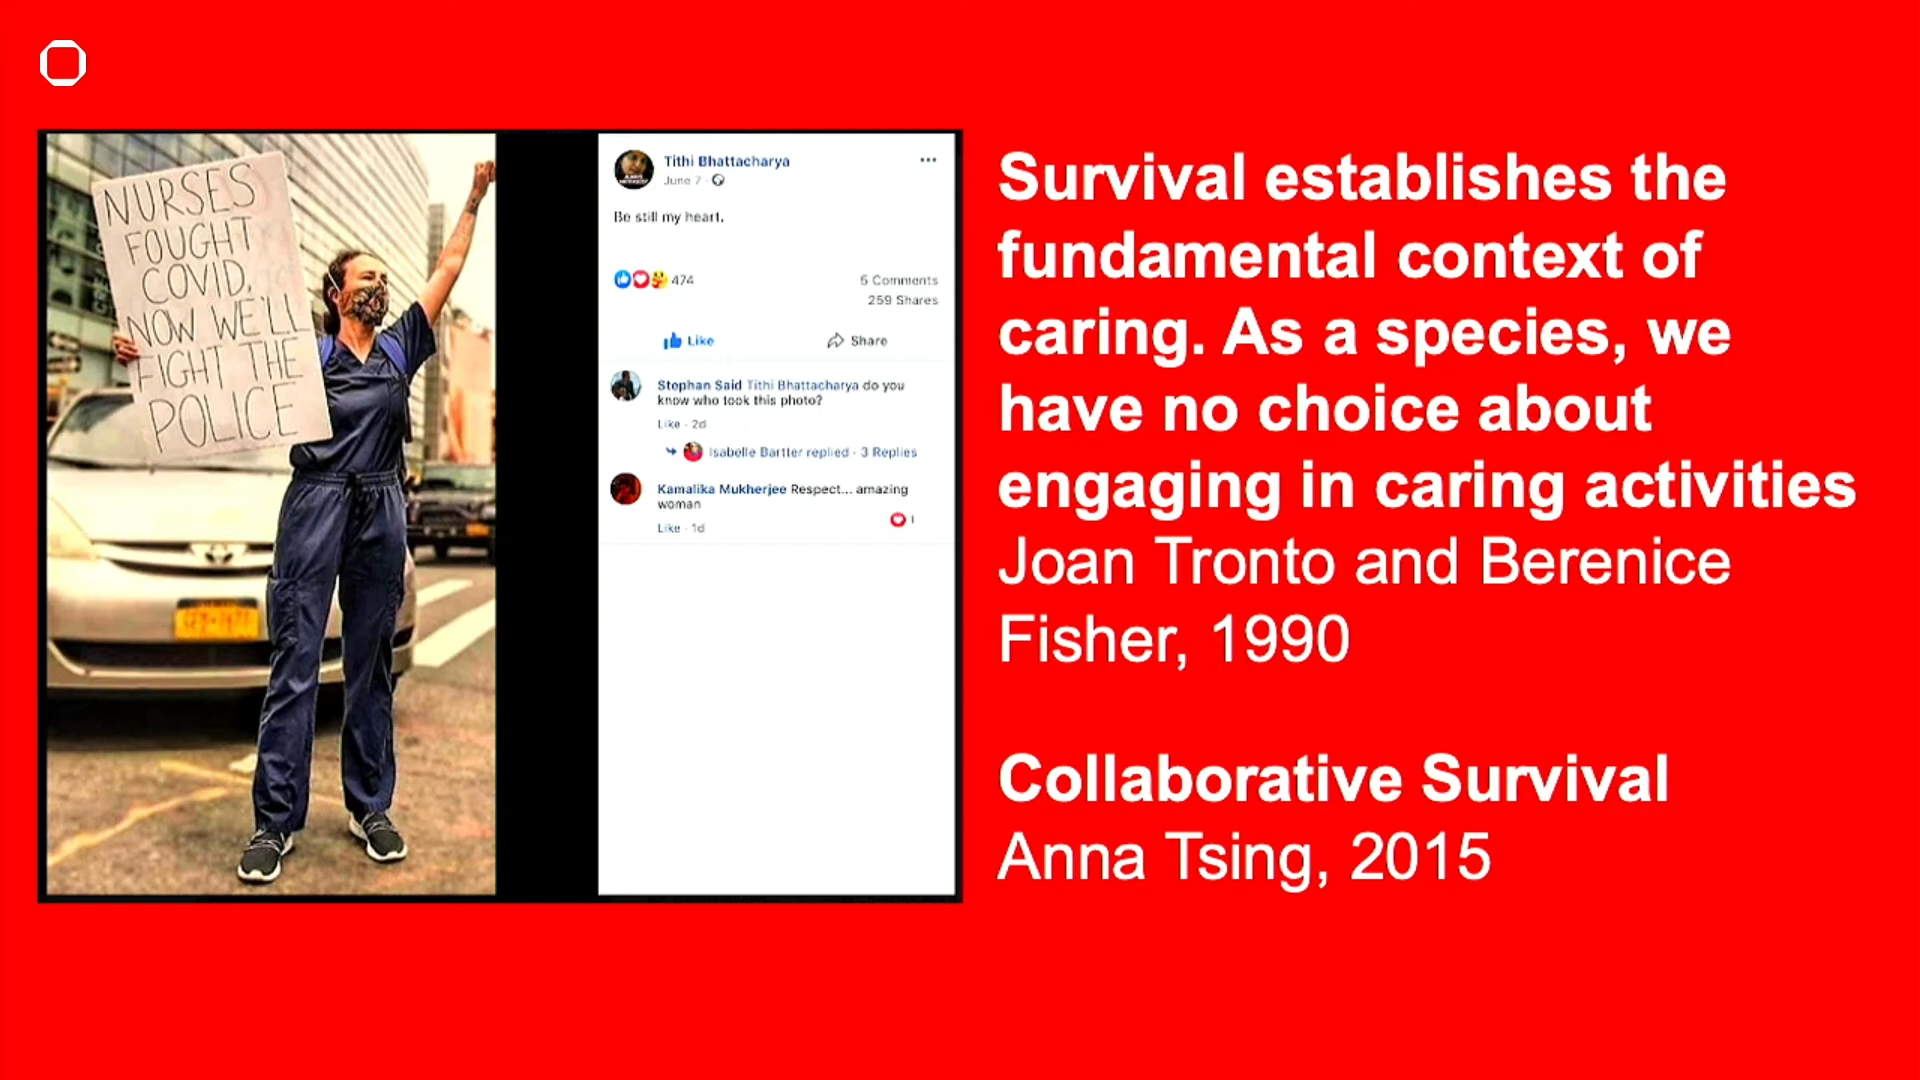 NURSES
FOUGHT
COVID.
NOW WE'LL
FIGHT THE
POLICE
Tithi Bhattacharya
June 7 ·
Be still my heart.
474
5 Comments
259 Shares
Like
Share
Stephan Said Tithi Bhattacharya do you
know who took this photo?
Like · 2d
Isabelle Bartter replied · 3 Replies
Kamalika Mukherjee Respect... amazing
woman
1
Like · 1d
Survival establishes the
fundamental context of
caring. As a species, we
have no choice about
engaging in caring activities
Joan Tronto and Berenice
Fisher, 1990
Collaborative Survival
Anna Tsing, 2015